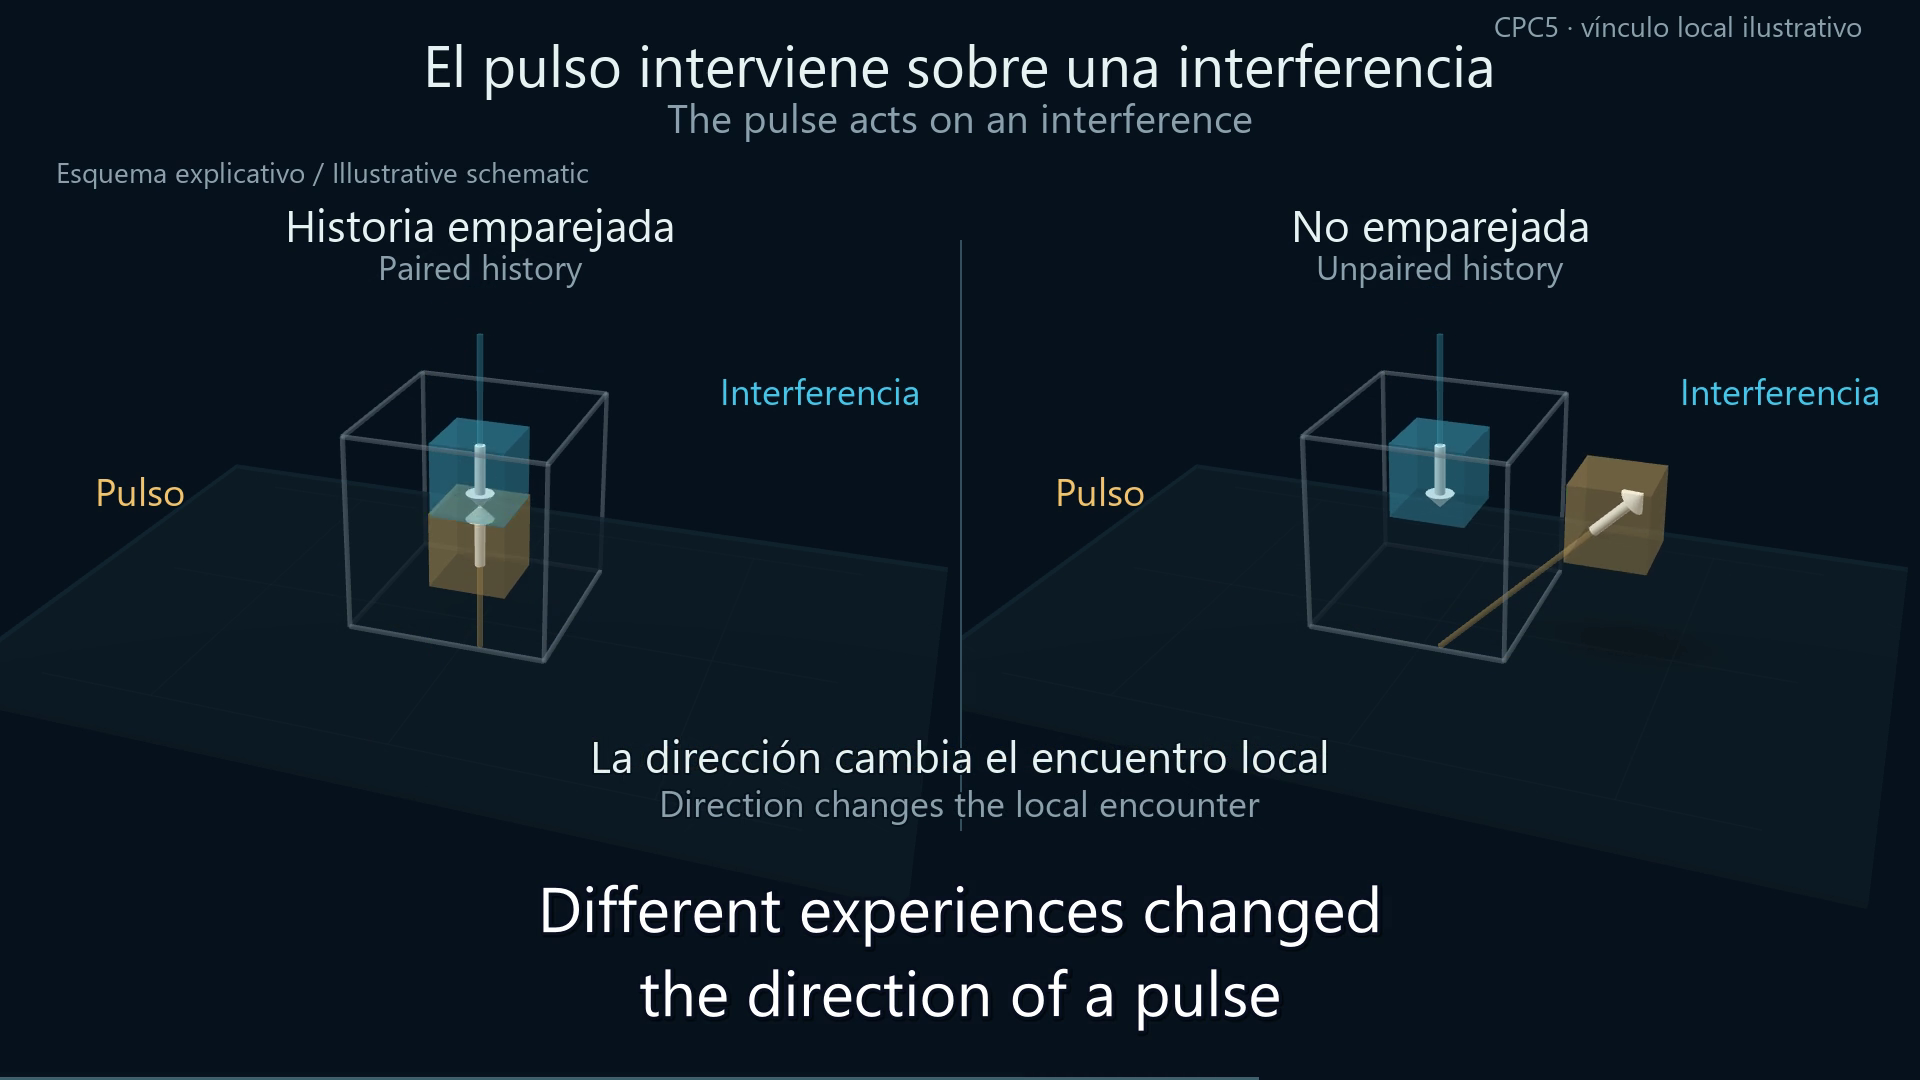 CPC5 · vínculo local ilustrativo
El pulso interviene sobre una interferencia
The pulse acts on an interference
Esquema explicativo / Illustrative schematic
Historia emparejada
Paired history
No emparejada
Unpaired history
Interferencia
Pulso
Interferencia
Pulso
La dirección cambia el encuentro local
Direction changes the local encounter
Different experiences changed
the direction of a pulse